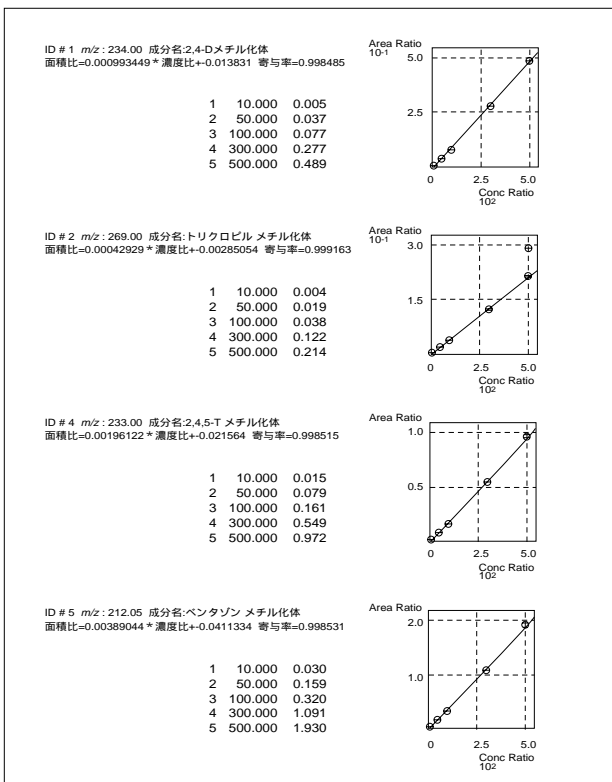 ID # 1 m/z : 234.00 成分名:2,4-Dメチル化体
面積比=0.000993449 * 濃度比+-0.013831 寄与率=0.998485
1 10.000 0.005
2 50.000 0.037
3 100.000 0.077
4 300.000 0.277
5 500.000 0.489
Area Ratio
10-1
5.0
2.5
0 2.5 5.0
Conc Ratio
102
ID # 2 m/z : 269.00 成分名:トリクロピル メチル化体
面積比=0.00042929 * 濃度比+-0.00285054 寄与率=0.999163
1 10.000 0.004
2 50.000 0.019
3 100.000 0.038
4 300.000 0.122
5 500.000 0.214
Area Ratio
10-1
3.0
1.5
0 2.5 5.0
Conc Ratio
102
ID # 4 m/z : 233.00 成分名:2,4,5-T メチル化体
面積比=0.00196122 * 濃度比+-0.021564 寄与率=0.998515
1 10.000 0.015
2 50.000 0.079
3 100.000 0.161
4 300.000 0.549
5 500.000 0.972
Area Ratio
1.0
0.5
0 2.5 5.0
Conc Ratio
102
ID # 5 m/z : 212.05 成分名:ベンタゾン メチル化体
面積比=0.00389044 * 濃度比+-0.0411334 寄与率=0.998531
1 10.000 0.030
2 50.000 0.159
3 100.000 0.320
4 300.000 1.091
5 500.000 1.930
Area Ratio
2.0
1.0
0 2.5 5.0
Conc Ratio
102